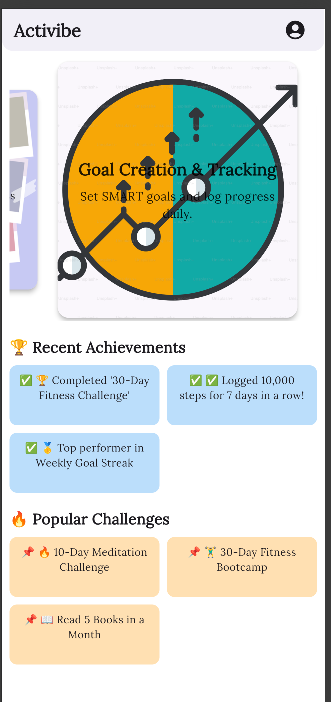 Activibe
Goal Creation & Tracking
Set SMART goals and log progress
daily.
s
🏆 Recent Achievements
✅ 🏆 Completed '30-Day
Fitness Challenge'
✅ ✅ Logged 10,000
steps for 7 days in a row!
✅ 🥇 Top performer in
Weekly Goal Streak
🔥 Popular Challenges
📌 🔥 10-Day Meditation
Challenge
📌 🏋️ 30-Day Fitness
Bootcamp
📌 📖 Read 5 Books in a
Month